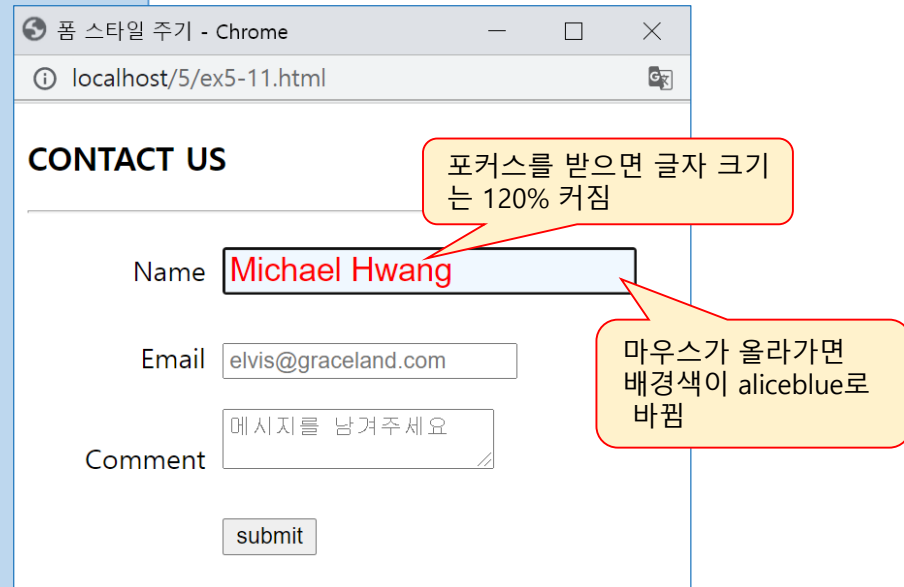 폼 스타일 주기 - Chrome
localhost/5/ex5-11.html
CONTACT US
포커스를 받으면 글자 크기
는 120% 커짐
Name Michael Hwang
마우스가 올라가면
배경색이 aliceblue로
바뀜
Email elvis@graceland.com
메시지를 남겨주세요
Comment
submit